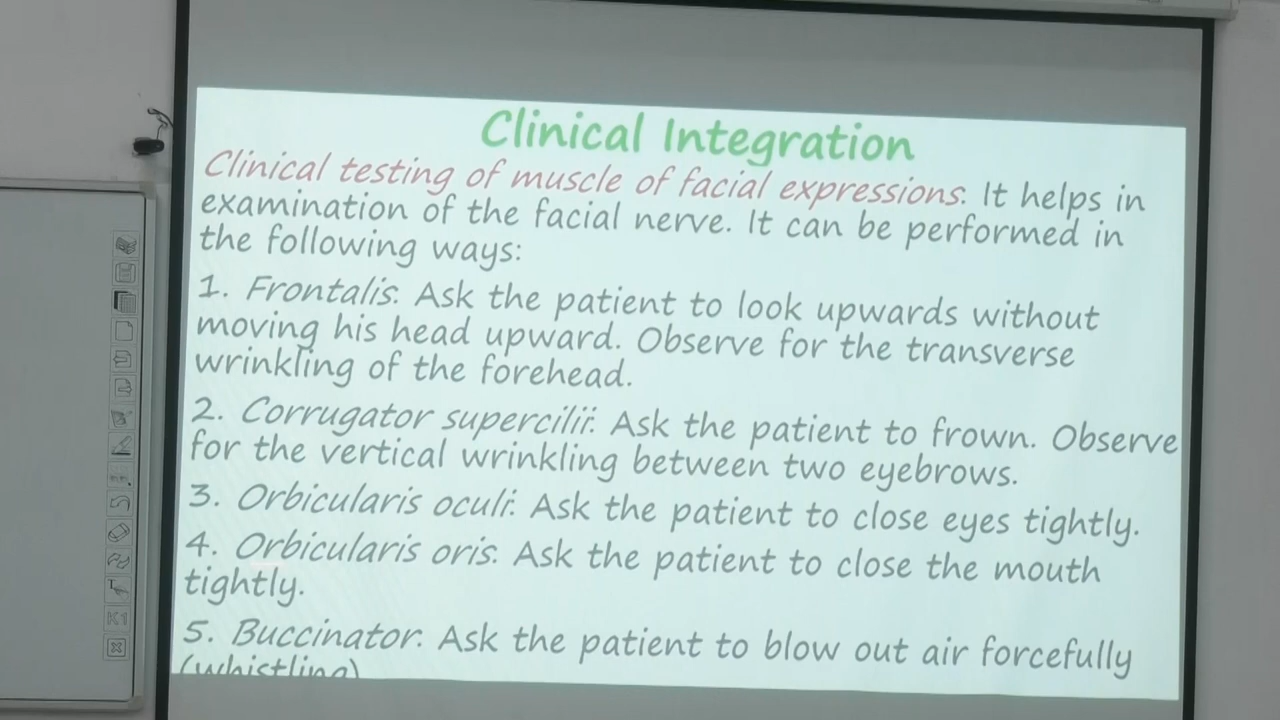 Clinical Integration
Clinical testing of muscle of facial expressions: It helps in
examination of the facial nerve. It can be performed in
the following ways:
1. Frontalis: Ask the patient to look upwards without
moving his head upward. Observe for the transverse
wrinkling of the forehead.
2. Corrugator supercilii: Ask the patient to frown. Observe
for the vertical wrinkling between two eyebrows.
3. Orbicularis oculi: Ask the patient to close eyes tightly.
4. Orbicularis oris: Ask the patient to close the mouth
tightly.
5. Buccinator: Ask the patient to blow out air forcefully
(whistling)
K1